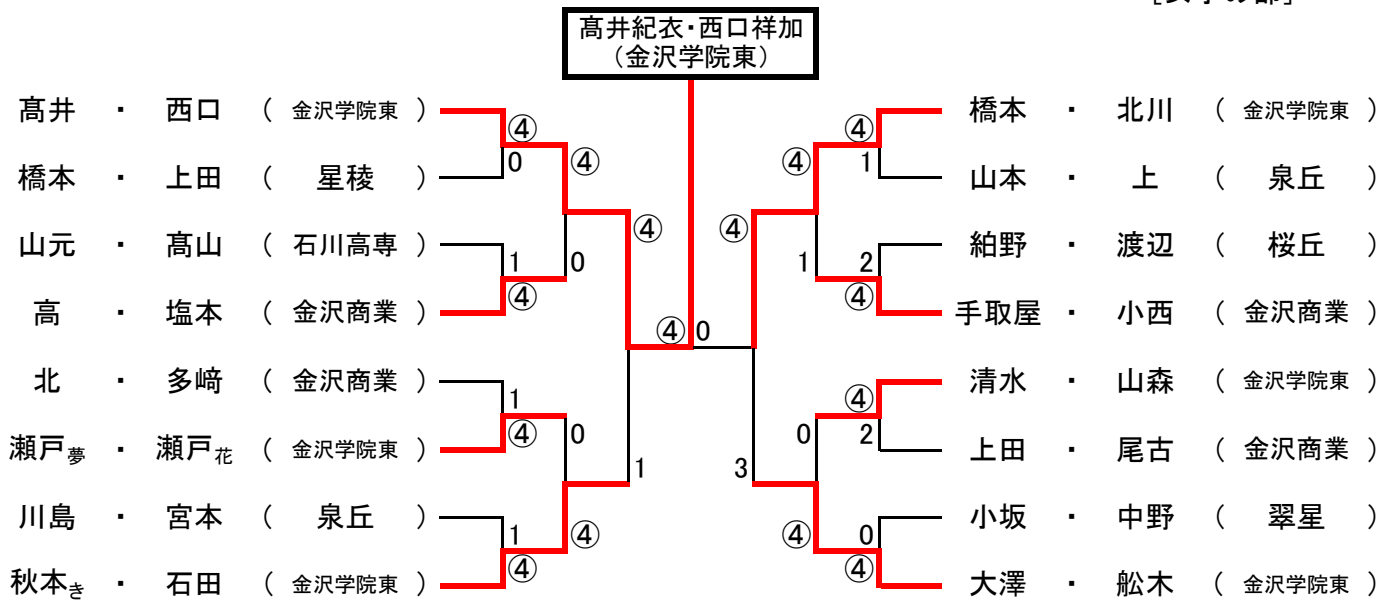 髙井紀衣・西口祥加
（金沢学院東）
髙井 ・ 西口 （ 金沢学院東 ）
橋本 ・ 上田 （ 星稜 ）
山元 ・ 髙山 （ 石川高専 ）
高 ・ 塩本 （ 金沢商業 ）
北 ・ 多﨑 （ 金沢商業 ）
瀬戸夢 ・ 瀬戸花 （ 金沢学院東 ）
川島 ・ 宮本 （ 泉丘 ）
秋本き ・ 石田 （ 金沢学院東 ）
④
0
1
④
1
④
1
④
④
0
0
④
④
1
④
0
④
3
④
1
0
④
④
1
2
④
④
2
0
④
橋本 ・ 北川 （ 金沢学院東 ）
山本 ・ 上 （ 泉丘 ）
紺野 ・ 渡辺 （ 桜丘 ）
手取屋 ・ 小西 （ 金沢商業 ）
清水 ・ 山森 （ 金沢学院東 ）
上田 ・ 尾古 （ 金沢商業 ）
小坂 ・ 中野 （ 翠星 ）
大澤 ・ 舩木 （ 金沢学院東 ）